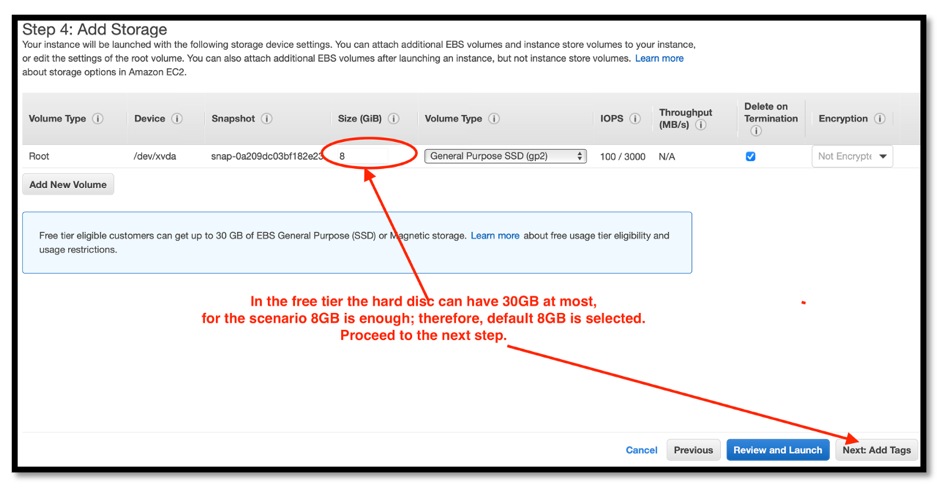 Step 4: Add Storage
Your instance will be launched with the following storage device settings. You can attach additional EBS volumes and instance store volumes to your instance,
or edit the settings of the root volume. You can also attach additional EBS volumes after launching an instance, but not instance store volumes. Learn more
about storage options in Amazon EC2.
Volume Type Device Snapshot Size (GiB) Volume Type IOPS Throughput (MB/s) Delete on Termination Encryption
Root /dev/xvda snap-0a209dc03bf182e23 8 General Purpose SSD (gp2) 100 / 3000 N/A Not Encrypte
Add New Volume
Free tier eligible customers can get up to 30 GB of EBS General Purpose (SSD) or Magnetic storage. Learn more about free usage tier eligibility and
usage restrictions.
In the free tier the hard disc can have 30GB at most,
for the scenario 8GB is enough; therefore, default 8GB is selected.
Proceed to the next step.
Cancel Previous Review and Launch Next: Add Tags